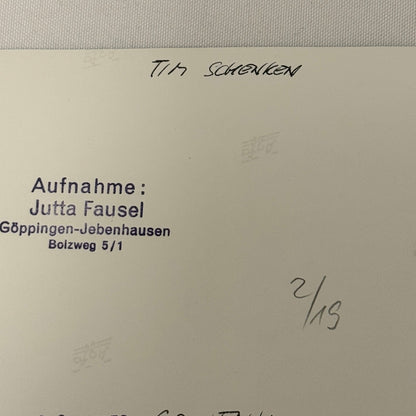 TIM SCHENKEN
Aufnahme:
Jutta Fausel
Göppingen-Jebenhausen
Bolzweg 5/1
2/19